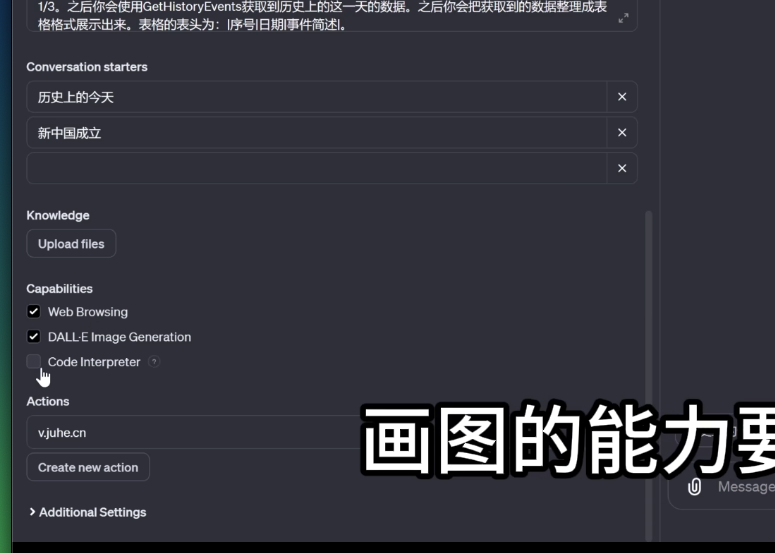 1/3。之后你会使用GetHistoryEvents获取到历史上的这一天的数据。之后你会把获取到的数据整理成表
格格式展示出来。表格的表头为：|序号|日期|事件简述|。
Conversation starters
历史上的今天
新中国成立
Knowledge
Upload files
Capabilities
Web Browsing
DALL·E Image Generation
Code Interpreter ?
Actions
v.juhe.cn
画图的能力要
Create new action
Message
Additional Settings